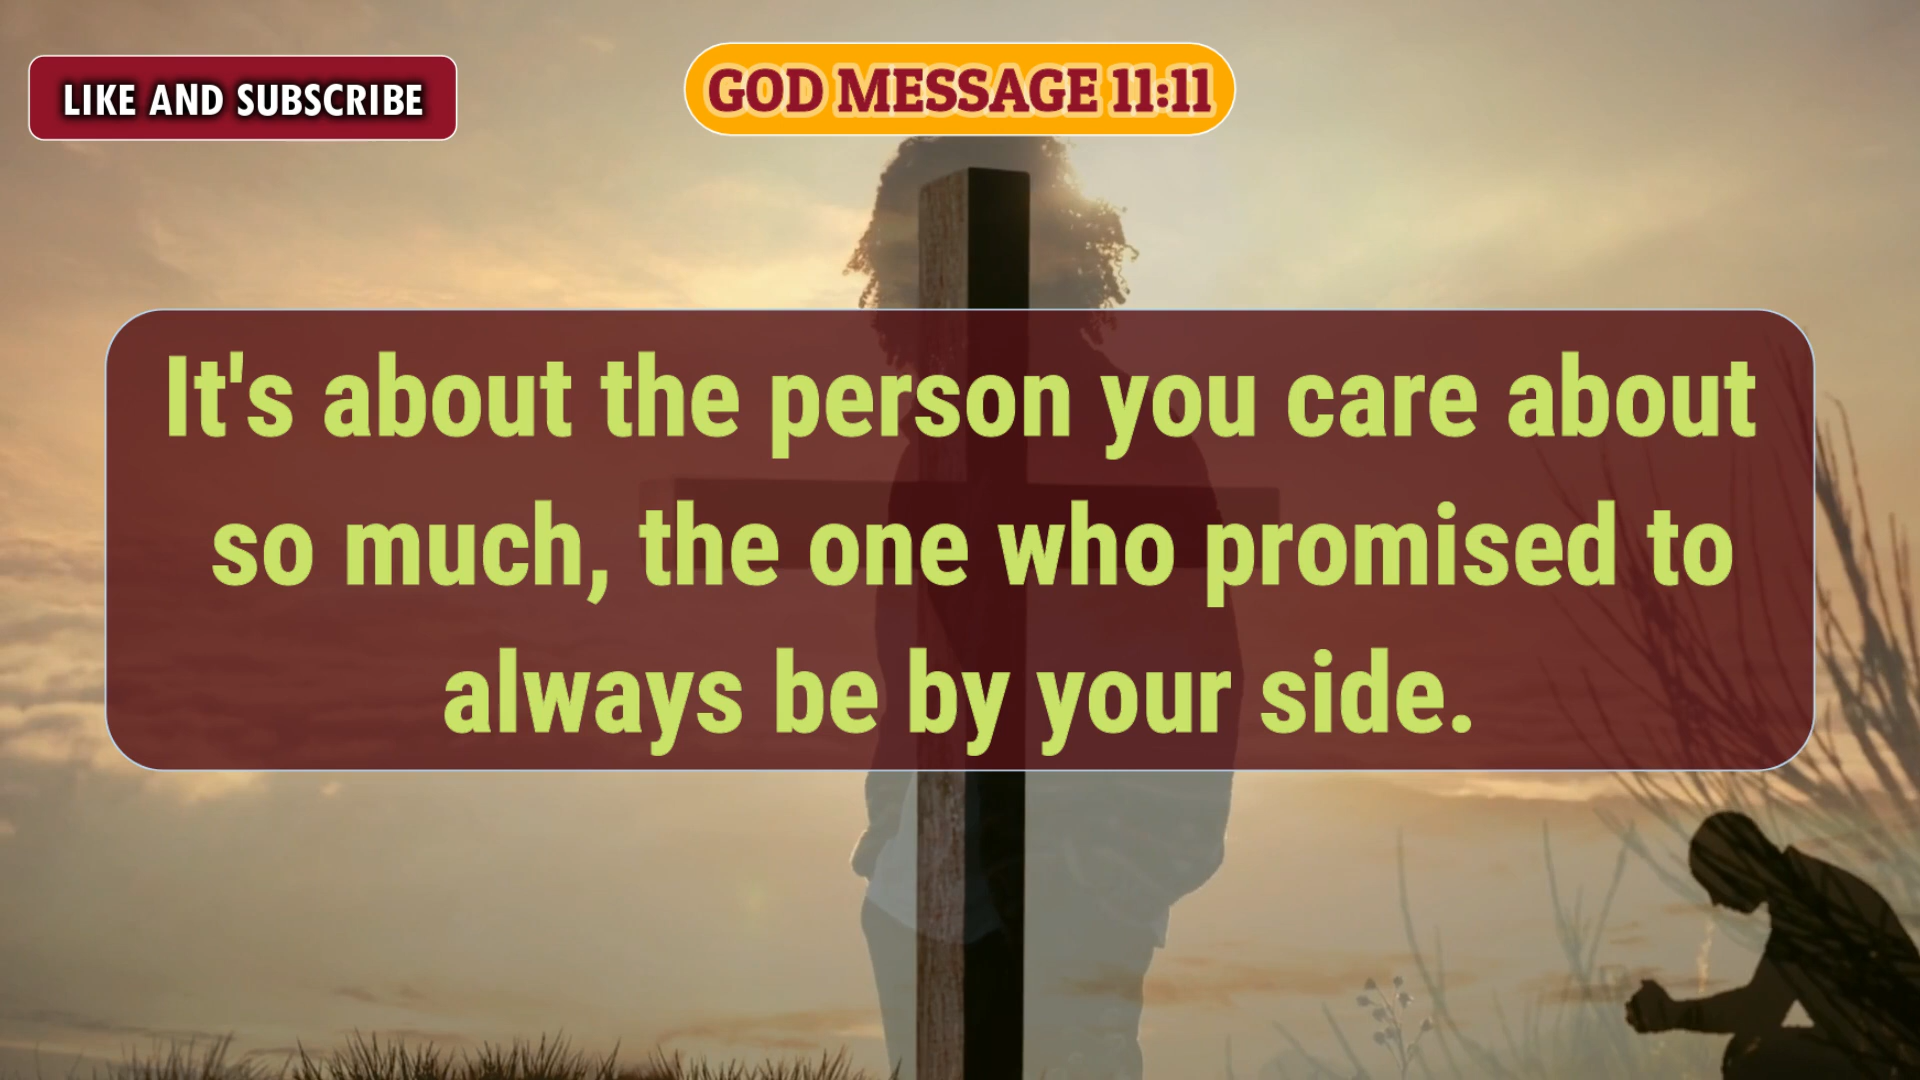 LIKE AND SUBSCRIBE
GOD MESSAGE 11:11
It's about the person you care about
so much, the one who promised to
always be by your side.